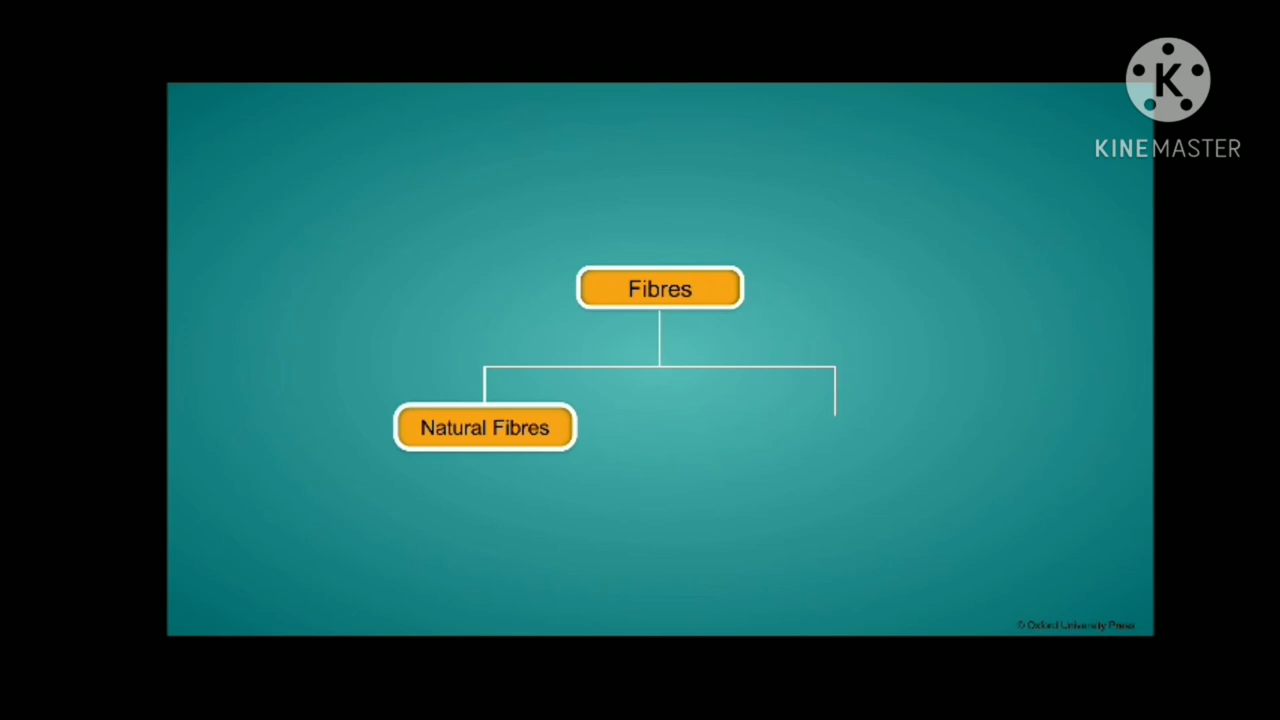 K
KINEMASTER
Fibres
Natural Fibres
© Oxford University Press